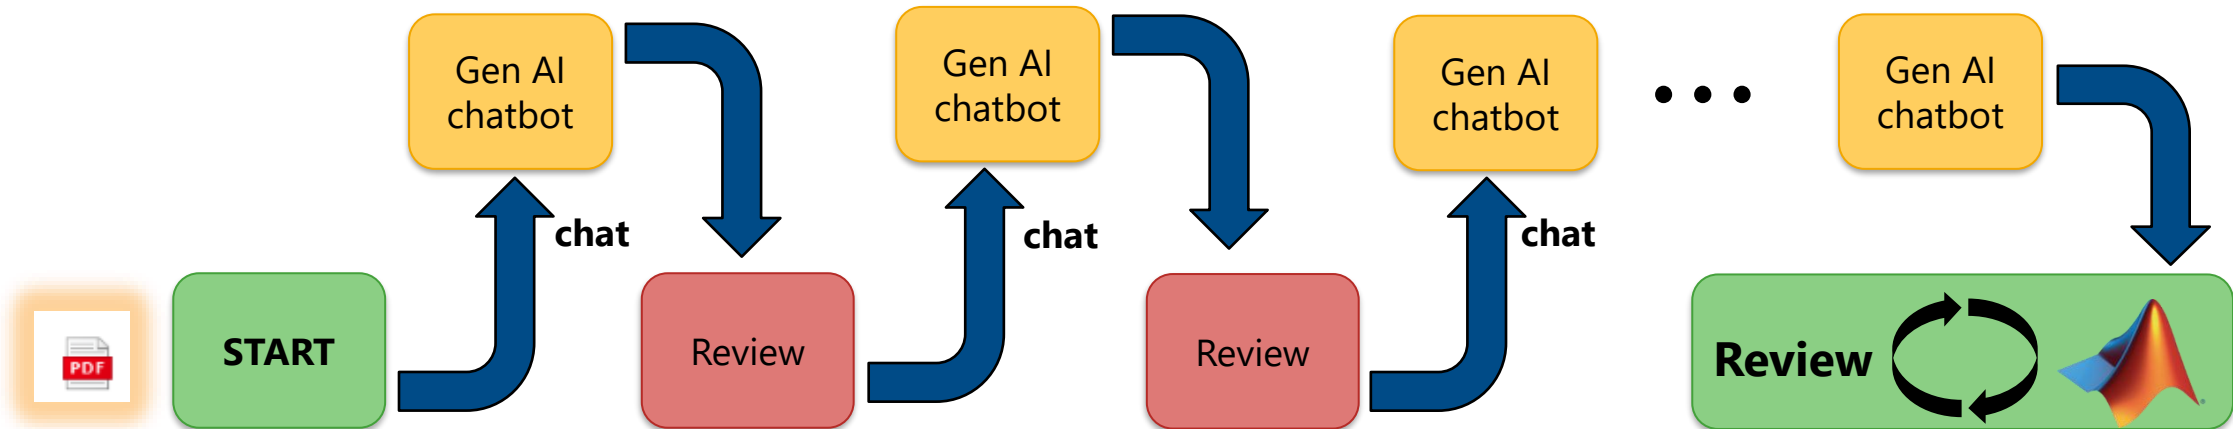 Gen AI
chatbot
Gen AI
chatbot
Gen AI
chatbot
• • •
Gen AI
chatbot
chat
chat
chat
PDF
START
Review
Review
Review